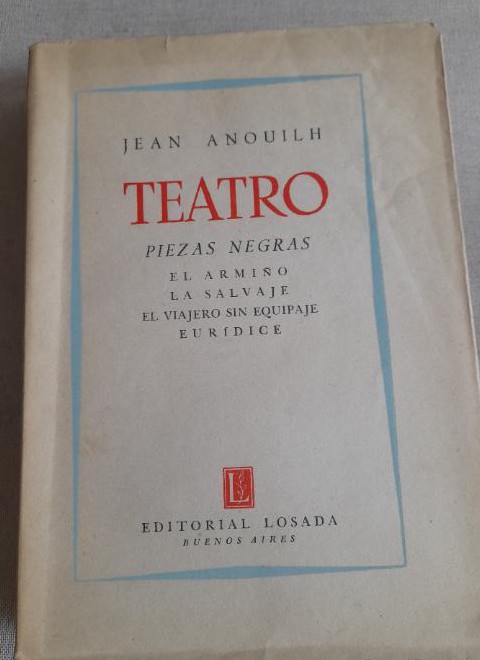 JEAN ANOUILH
TEATRO
PIEZAS NEGRAS
EL ARMIÑO
LA SALVAJE
EL VIAJERO SIN EQUIPAJE
EURÍDICE
L
EDITORIAL LOSADA
BUENOS AIRES